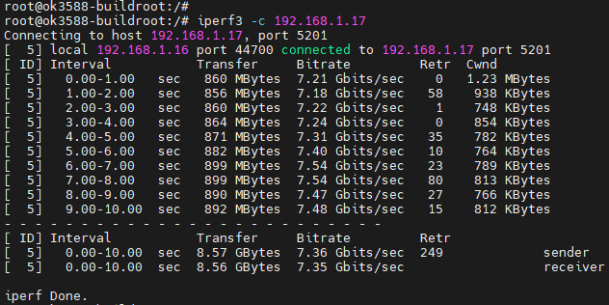 root@ok3588-buildroot:/#
root@ok3588-buildroot:/# iperf3 -c 192.168.1.17
Connecting to host 192.168.1.17, port 5201
[  5] local 192.168.1.16 port 44700 connected to 192.168.1.17 port 5201
[ ID] Interval           Transfer     Bitrate         Retr  Cwnd
[  5]   0.00-1.00   sec   860 MBytes  7.21 Gbits/sec    0   1.23 MBytes
[  5]   1.00-2.00   sec   856 MBytes  7.18 Gbits/sec   58    938 KBytes
[  5]   2.00-3.00   sec   860 MBytes  7.22 Gbits/sec    1    748 KBytes
[  5]   3.00-4.00   sec   864 MBytes  7.24 Gbits/sec    0    854 KBytes
[  5]   4.00-5.00   sec   871 MBytes  7.31 Gbits/sec   35    782 KBytes
[  5]   5.00-6.00   sec   882 MBytes  7.40 Gbits/sec   10    764 KBytes
[  5]   6.00-7.00   sec   899 MBytes  7.54 Gbits/sec   23    789 KBytes
[  5]   7.00-8.00   sec   899 MBytes  7.54 Gbits/sec   80    813 KBytes
[  5]   8.00-9.00   sec   890 MBytes  7.47 Gbits/sec   27    766 KBytes
[  5]   9.00-10.00  sec   892 MBytes  7.48 Gbits/sec   15    812 KBytes
- - - - - - - - - - - - - - - - - - - - - - - - -
[ ID] Interval           Transfer     Bitrate         Retr
[  5]   0.00-10.00  sec  8.57 GBytes  7.36 Gbits/sec  249             sender
[  5]   0.00-10.00  sec  8.56 GBytes  7.35 Gbits/sec                  receiver
iperf Done.